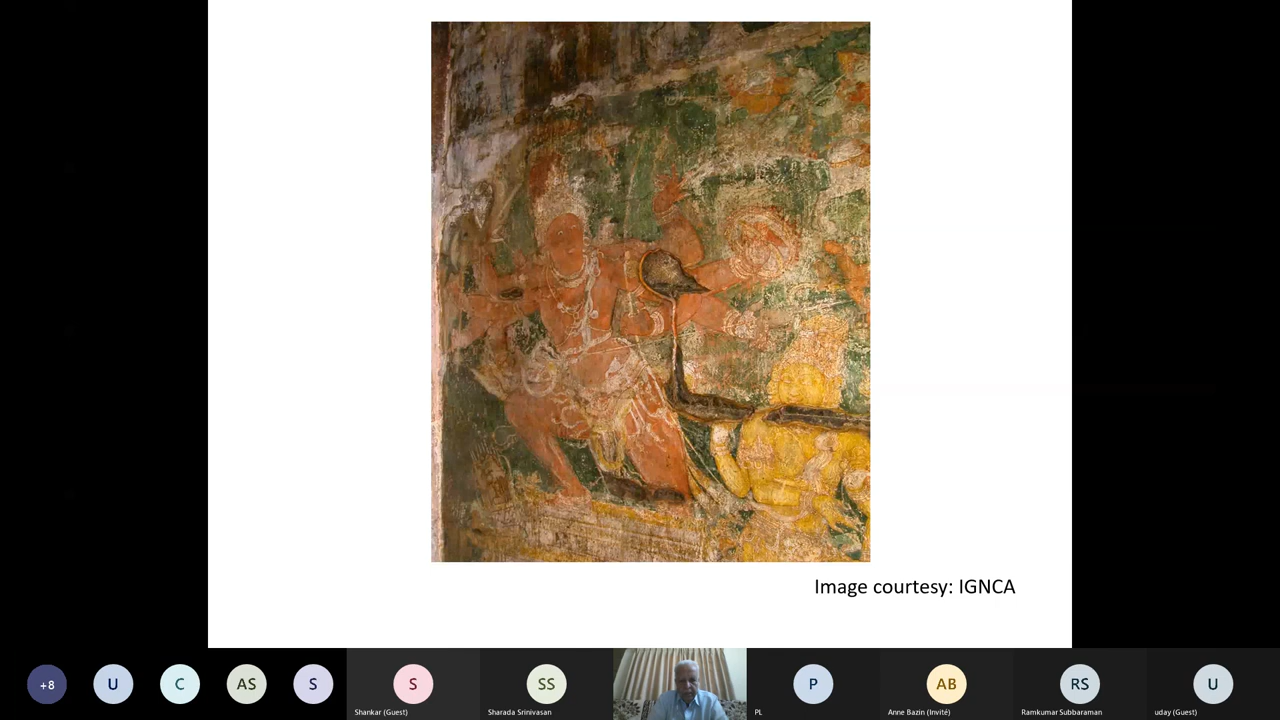 Image courtesy: IGNCA
+8
U
C
AS
S
S
Shankar (Guest)
SS
Sharada Srinivasan
P
PL
AB
Anne Bazin (Invité)
RS
Ramkumar Subbaraman
U
uday (Guest)